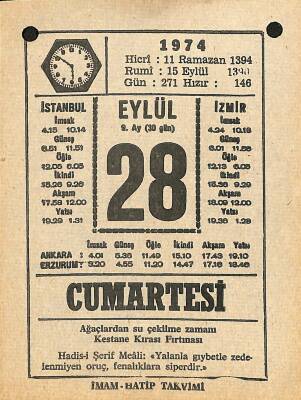 1974
Hicrî : 11 Ramazan 1394
Rumî : 15 Eylül 1390
Gün : 271 Hızır : 146
İSTANBUL
İmsak
4.15 10.14
Güneş
5.51 11.51
Öğle
12.05 6.05
İkindi
15.26 9.26
Akşam
17.58 12.00
Yatsı
19.29 1.31
EYLÜL
9. Ay (30 gün)
28
İZMİR
İmsak
4.24 10.18
Güneş
6.01 11.56
Öğle
12.13 6.05
İkindi
15.36 9.29
Akşam
18.09 12.00
Yatsı
19.36 1.28
İmsak Güneş Öğle İkindi Akşam Yatsı
ANKARA : 4.01 5.36 11.49 15.10 17.43 19.10
ERZURUM : 3.20 4.55 11.20 14.47 17.16 18.46
CUMARTESİ
Ağaçlardan su çekilme zamanı
Kestane Kırası Fırtınası
Hadis-i Şerif Meâli: «Yalanla gıybetle zede-
lenmiyen oruç, fenalıklara siperdir.»
İMAM-HATİP TAKVİMİ